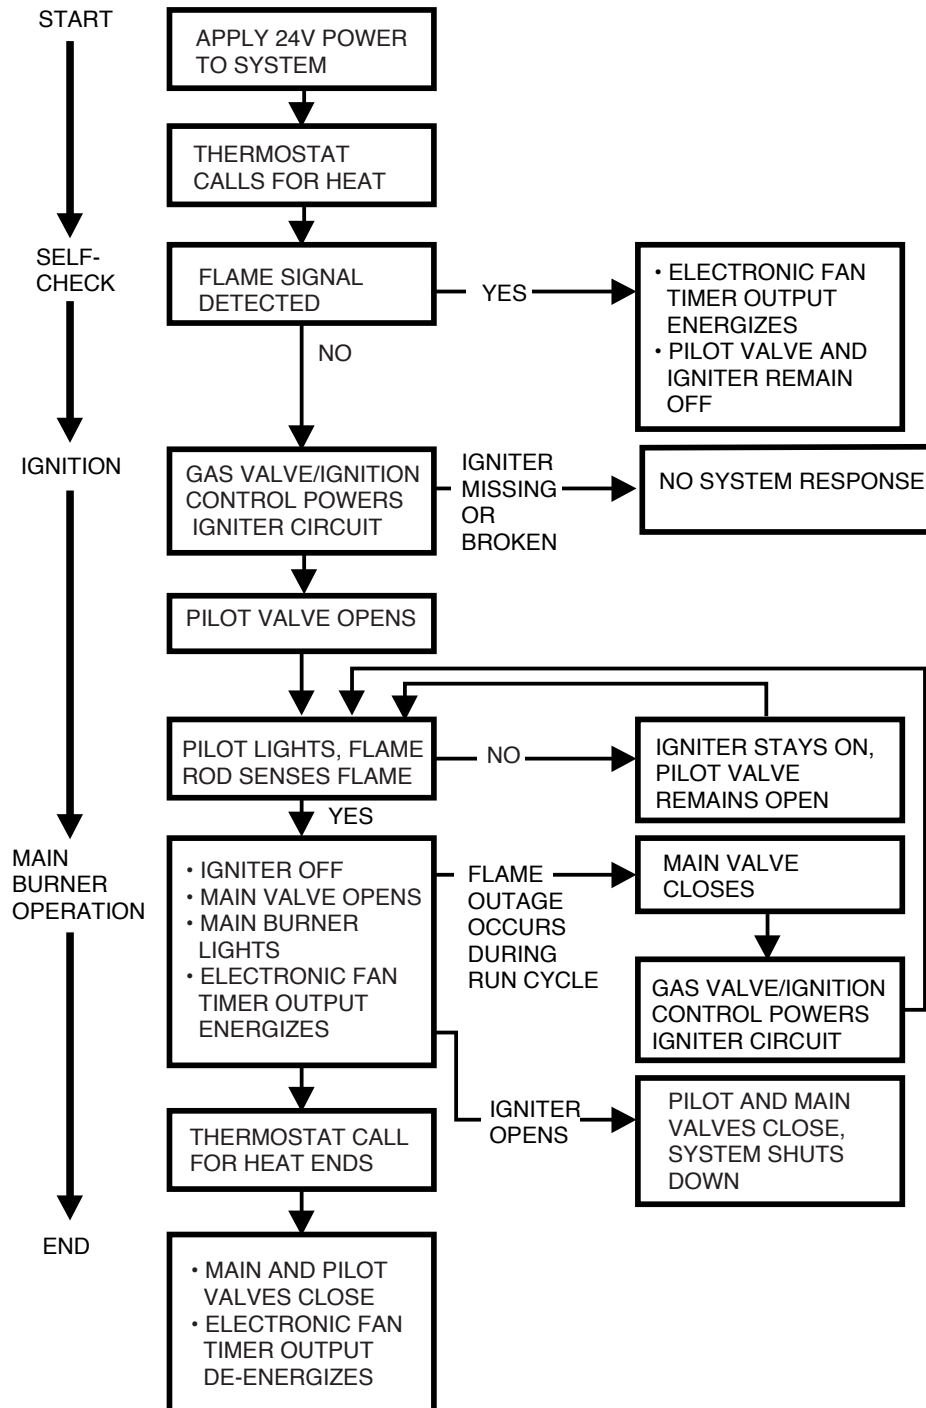 START
APPLY 24V POWER
TO SYSTEM
THERMOSTAT
CALLS FOR HEAT
SELF-
CHECK
FLAME SIGNAL
DETECTED
YES
• ELECTRONIC FAN
TIMER OUTPUT
ENERGIZES
• PILOT VALVE AND
IGNITER REMAIN
OFF
NO
IGNITION
GAS VALVE/IGNITION
CONTROL POWERS
IGNITER CIRCUIT
IGNITER
MISSING
OR
BROKEN
NO SYSTEM RESPONSE
PILOT VALVE OPENS
PILOT LIGHTS, FLAME
ROD SENSES FLAME
NO
IGNITER STAYS ON,
PILOT VALVE
REMAINS OPEN
YES
MAIN
BURNER
OPERATION
• IGNITER OFF
• MAIN VALVE OPENS
• MAIN BURNER
LIGHTS
• ELECTRONIC FAN
TIMER OUTPUT
ENERGIZES
FLAME
OUTAGE
OCCURS
DURING
RUN CYCLE
MAIN VALVE
CLOSES
GAS VALVE/IGNITION
CONTROL POWERS
IGNITER CIRCUIT
IGNITER
OPENS
PILOT AND MAIN
VALVES CLOSE,
SYSTEM SHUTS
DOWN
THERMOSTAT CALL
FOR HEAT ENDS
END
• MAIN AND PILOT
VALVES CLOSE
• ELECTRONIC FAN
TIMER OUTPUT
DE-ENERGIZES